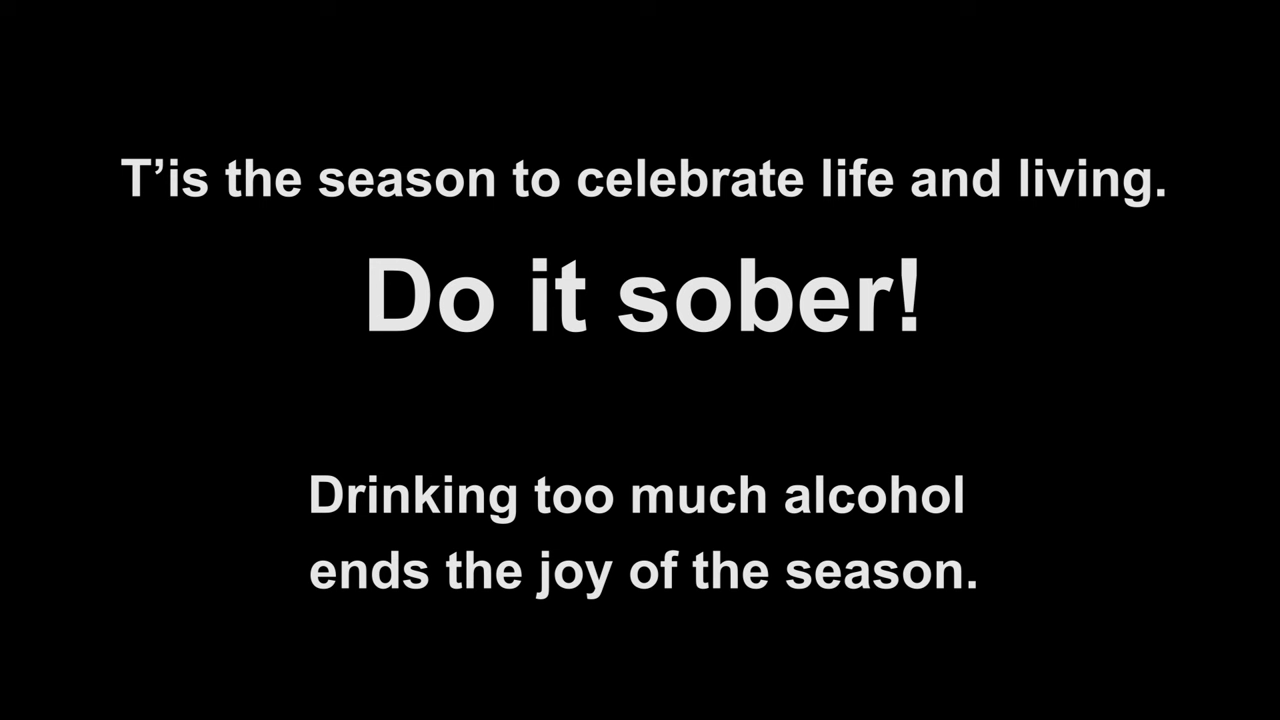 T’is the season to celebrate life and living.
Do it sober!
Drinking too much alcohol
ends the joy of the season.